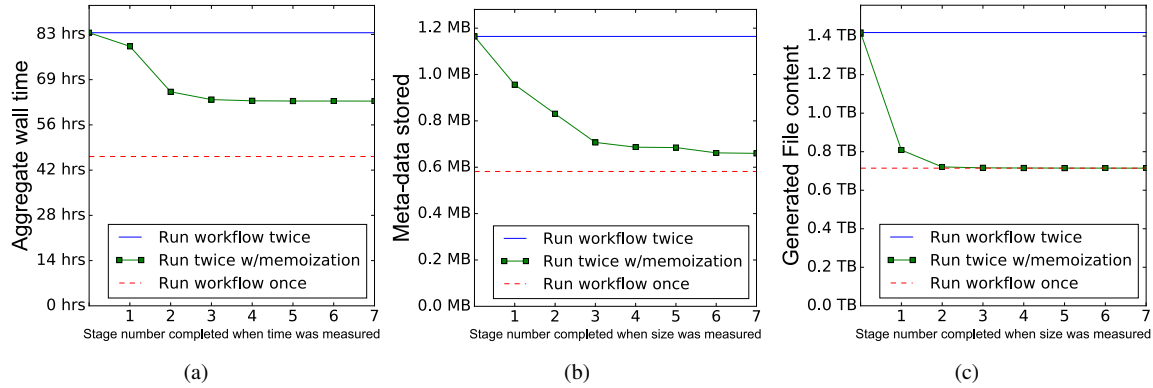 Aggregate wall time
83 hrs
69 hrs
56 hrs
42 hrs
28 hrs
14 hrs
0 hrs
Run workflow twice
Run twice w/memoization
Run workflow once
1 2 3 4 5 6 7
Stage number completed when time was measured
(a)
Meta-data stored
1.2 MB
1.0 MB
0.8 MB
0.6 MB
0.4 MB
0.2 MB
0.0 MB
Run workflow twice
Run twice w/memoization
Run workflow once
1 2 3 4 5 6 7
Stage number completed when size was measured
(b)
Generated File content
1.4 TB
1.2 TB
1.0 TB
0.8 TB
0.6 TB
0.4 TB
0.2 TB
0.0 TB
Run workflow twice
Run twice w/memoization
Run workflow once
1 2 3 4 5 6 7
Stage number completed when size was measured
(c)